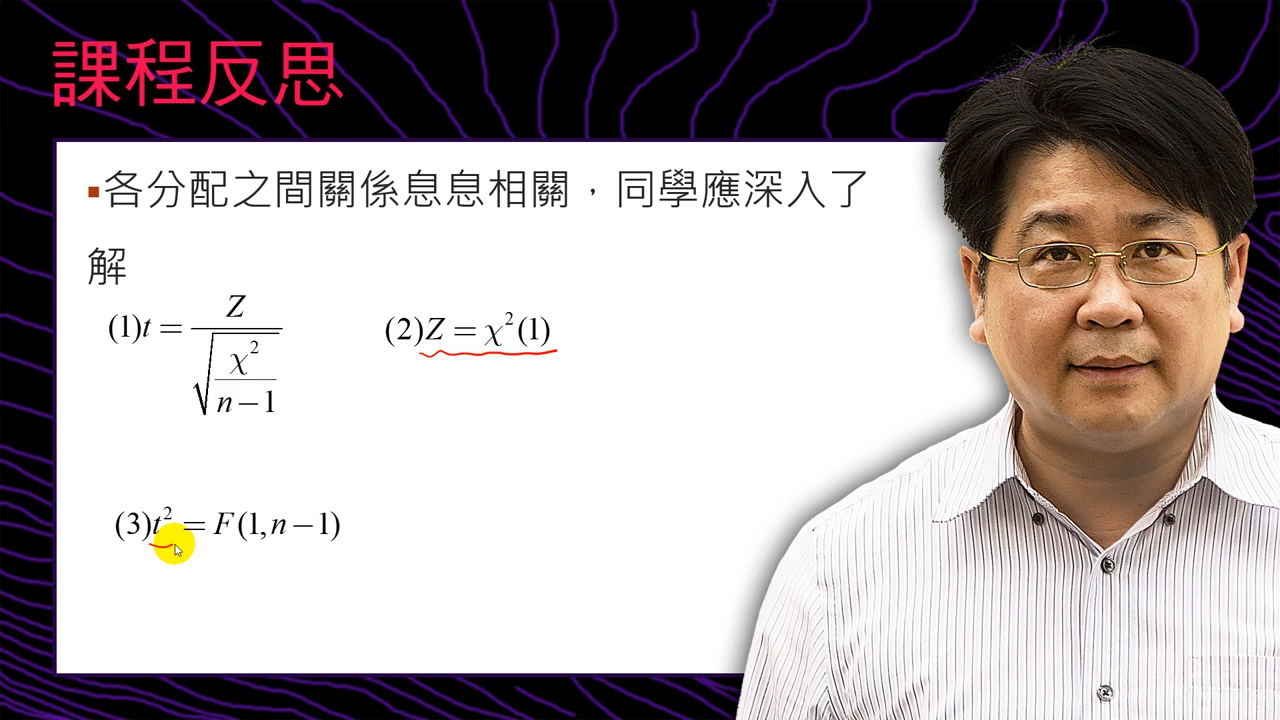 課程反思
▪各分配之間關係息息相關，同學應深入了
解
(1)t = Z / √(χ² / (n−1))
(2)Z = χ²(1)
(3)t² = F(1, n−1)